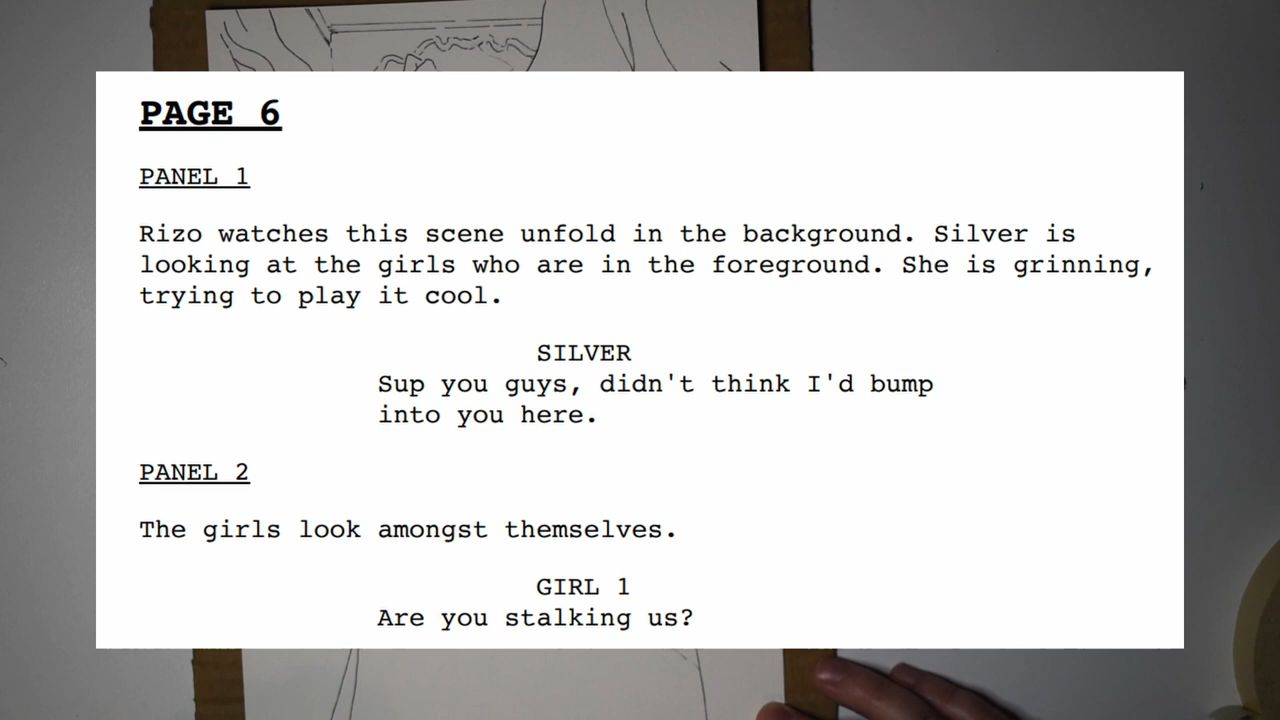 PAGE 6
PANEL 1
Rizo watches this scene unfold in the background. Silver is
looking at the girls who are in the foreground. She is grinning,
trying to play it cool.
SILVER
Sup you guys, didn't think I'd bump
into you here.
PANEL 2
The girls look amongst themselves.
GIRL 1
Are you stalking us?